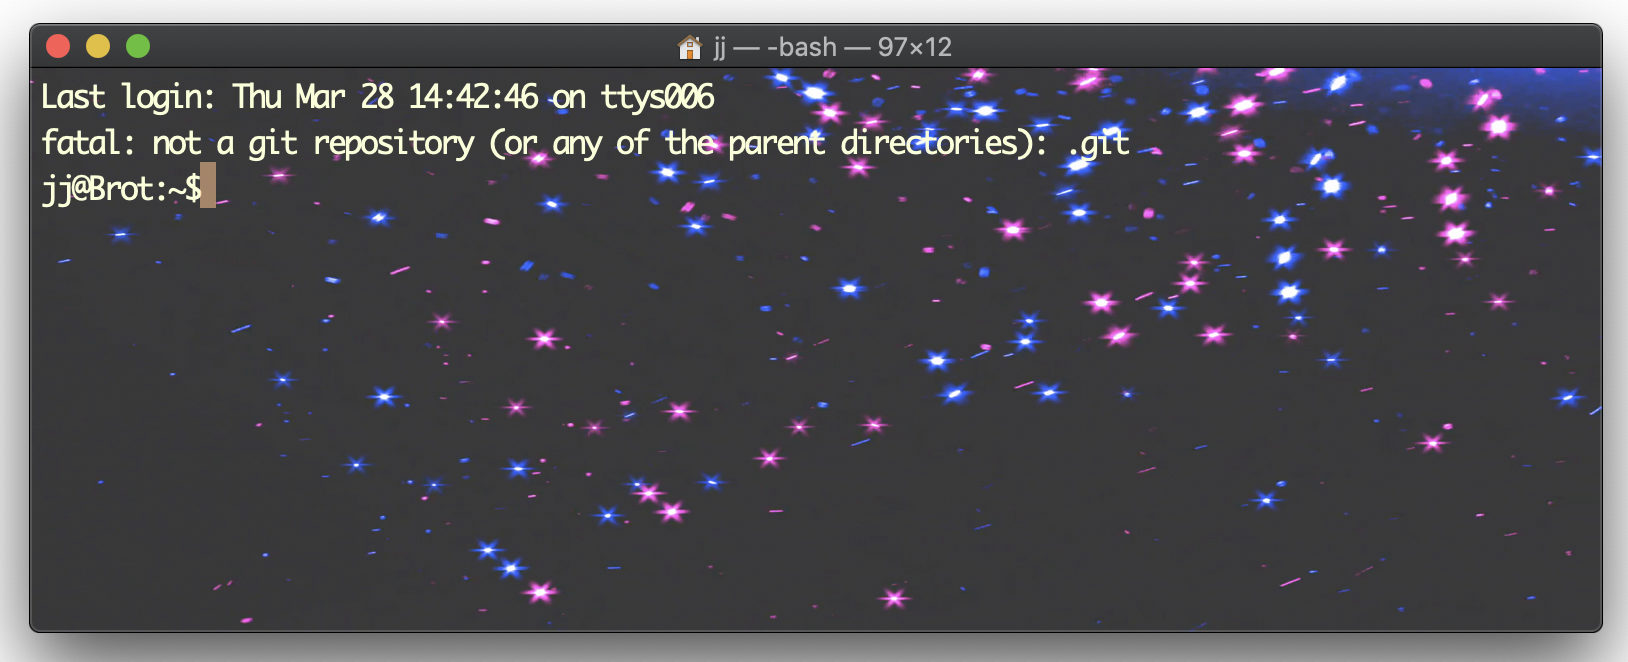 jj — -bash — 97×12
Last login: Thu Mar 28 14:42:46 on ttys006
fatal: not a git repository (or any of the parent directories): .git
jj@Brot:~$